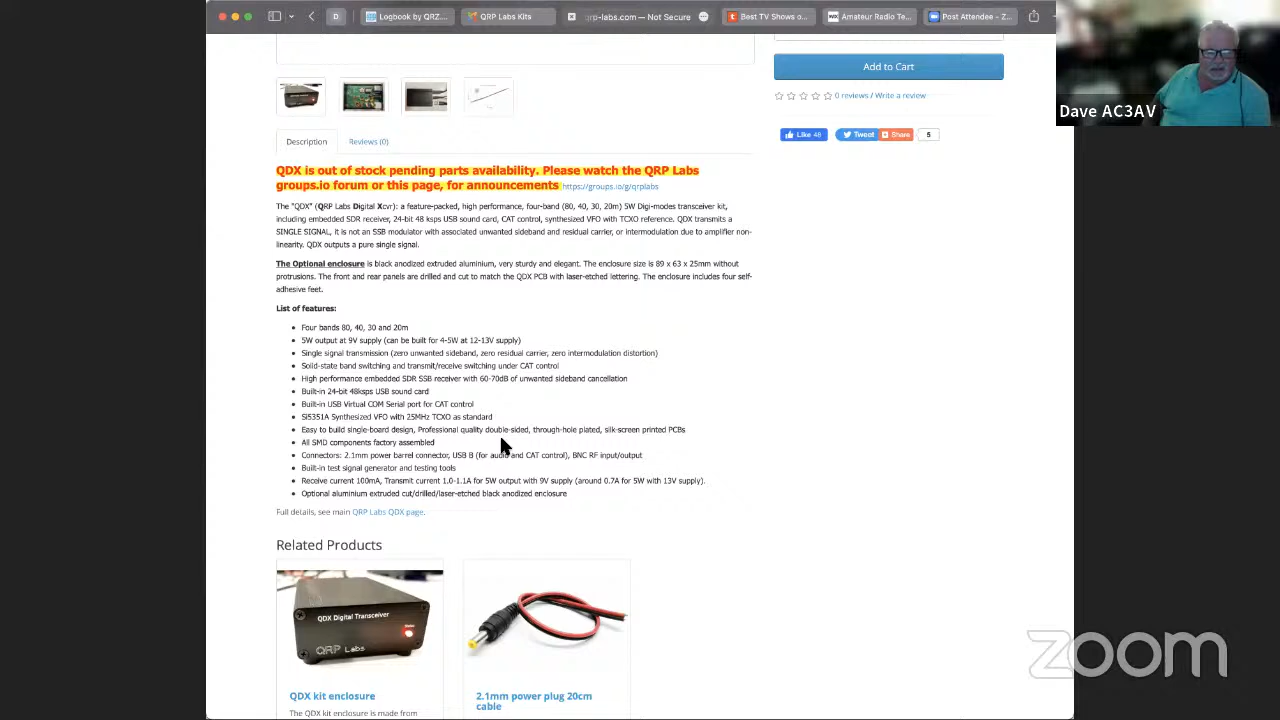 D
Logbook by QRZ.
QRP Labs Kits
qrp-labs.com — Not Secure
Best TV Shows o...
Amateur Radio Te...
Post Attendee - Z...
Add to Cart
0 reviews / Write a review
Like 48
Tweet
Share
5
Dave AC3AV
Description
Reviews (0)
QDX is out of stock pending parts availability. Please watch the QRP Labs
groups.io forum or this page, for announcements https://groups.io/g/qrplabs
The "QDX" (QRP Labs Digital Xcvr): a feature-packed, high performance, four-band (80, 40, 30, 20m) 5W Digi-modes transceiver kit,
including embedded SDR receiver, 24-bit 48 ksps USB sound card, CAT control, synthesized VFO with TCXO reference. QDX transmits a
SINGLE SIGNAL, it is not an SSB modulator with associated unwanted sideband and residual carrier, or intermodulation due to amplifier non-
linearity. QDX outputs a pure single signal.
The Optional enclosure is black anodized extruded aluminium, very sturdy and elegant. The enclosure size is 89 x 63 x 25mm without
protrusions. The front and rear panels are drilled and cut to match the QDX PCB with laser-etched lettering. The enclosure includes four self-
adhesive feet.
List of features:
Four bands 80, 40, 30 and 20m
5W output at 9V supply (can be built for 4-5W at 12-13V supply)
Single signal transmission (zero unwanted sideband, zero residual carrier, zero intermodulation distortion)
Solid-state band switching and transmit/receive switching under CAT control
High performance embedded SDR SSB receiver with 60-70dB of unwanted sideband cancellation
Built-in 24-bit 48ksps USB sound card
Built-in USB Virtual COM Serial port for CAT control
Si5351A Synthesized VFO with 25MHz TCXO as standard
Easy to build single-board design, Professional quality double-sided, through-hole plated, silk-screen printed PCBs
All SMD components factory assembled
Connectors: 2.1mm power barrel connector, USB B (for audio and CAT control), BNC RF input/output
Built-in test signal generator and testing tools
Receive current 100mA, Transmit current 1.0-1.1A for 5W output with 9V supply (around 0.7A for 5W with 13V supply).
Optional aluminium extruded cut/drilled/laser-etched black anodized enclosure
Full details, see main QRP Labs QDX page.
Related Products
QDX Digital Transceiver
QRP Labs
QDX kit enclosure
The QDX kit enclosure is made from
2.1mm power plug 20cm
cable
zoom